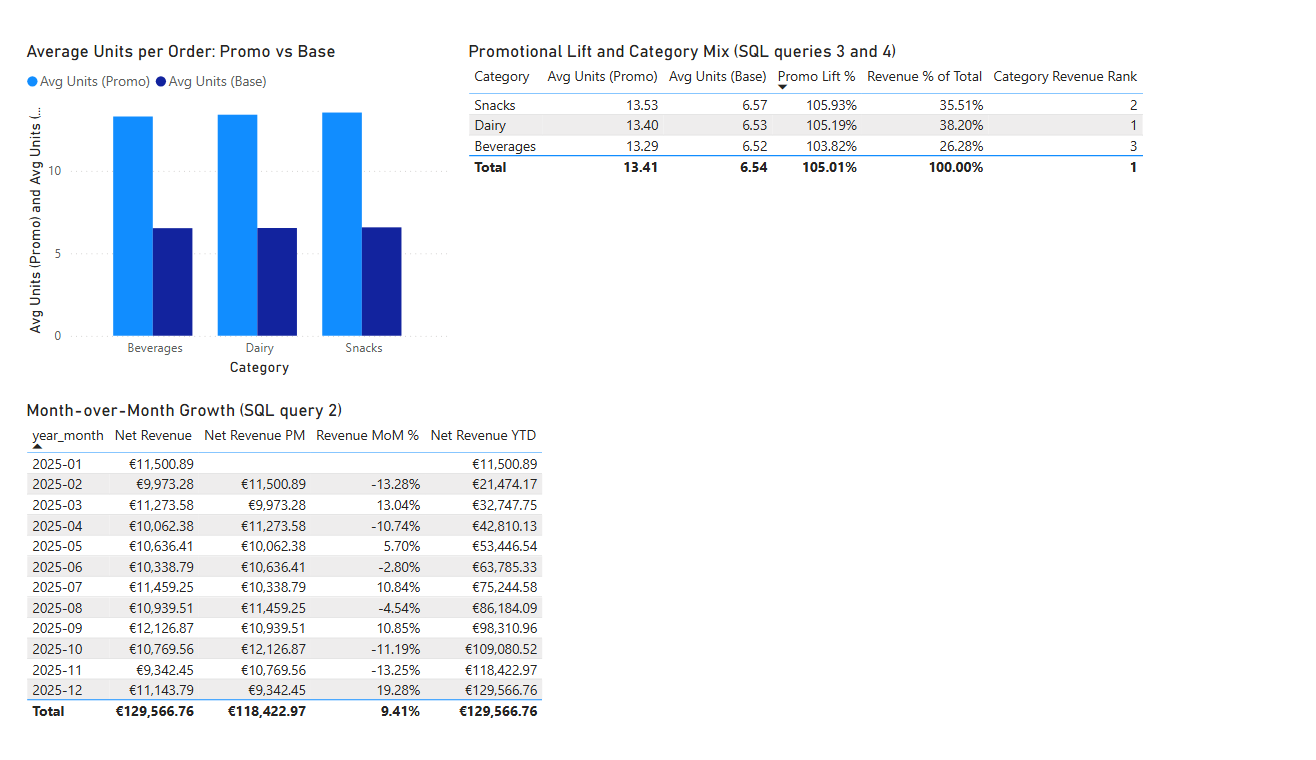 Average Units per Order: Promo vs Base
Avg Units (Promo) Avg Units (Base)
Avg Units (Promo) and Avg Units (...
10
5
0
Beverages Dairy Snacks
Category
Promotional Lift and Category Mix (SQL queries 3 and 4)
Category Avg Units (Promo) Avg Units (Base) Promo Lift % Revenue % of Total Category Revenue Rank
Snacks 13.53 6.57 105.93% 35.51% 2
Dairy 13.40 6.53 105.19% 38.20% 1
Beverages 13.29 6.52 103.82% 26.28% 3
Total 13.41 6.54 105.01% 100.00% 1
Month-over-Month Growth (SQL query 2)
year_month Net Revenue Net Revenue PM Revenue MoM % Net Revenue YTD
2025-01 €11,500.89 €11,500.89
2025-02 €9,973.28 €11,500.89 -13.28% €21,474.17
2025-03 €11,273.58 €9,973.28 13.04% €32,747.75
2025-04 €10,062.38 €11,273.58 -10.74% €42,810.13
2025-05 €10,636.41 €10,062.38 5.70% €53,446.54
2025-06 €10,338.79 €10,636.41 -2.80% €63,785.33
2025-07 €11,459.25 €10,338.79 10.84% €75,244.58
2025-08 €10,939.51 €11,459.25 -4.54% €86,184.09
2025-09 €12,126.87 €10,939.51 10.85% €98,310.96
2025-10 €10,769.56 €12,126.87 -11.19% €109,080.52
2025-11 €9,342.45 €10,769.56 -13.25% €118,422.97
2025-12 €11,143.79 €9,342.45 19.28% €129,566.76
Total €129,566.76 €118,422.97 9.41% €129,566.76